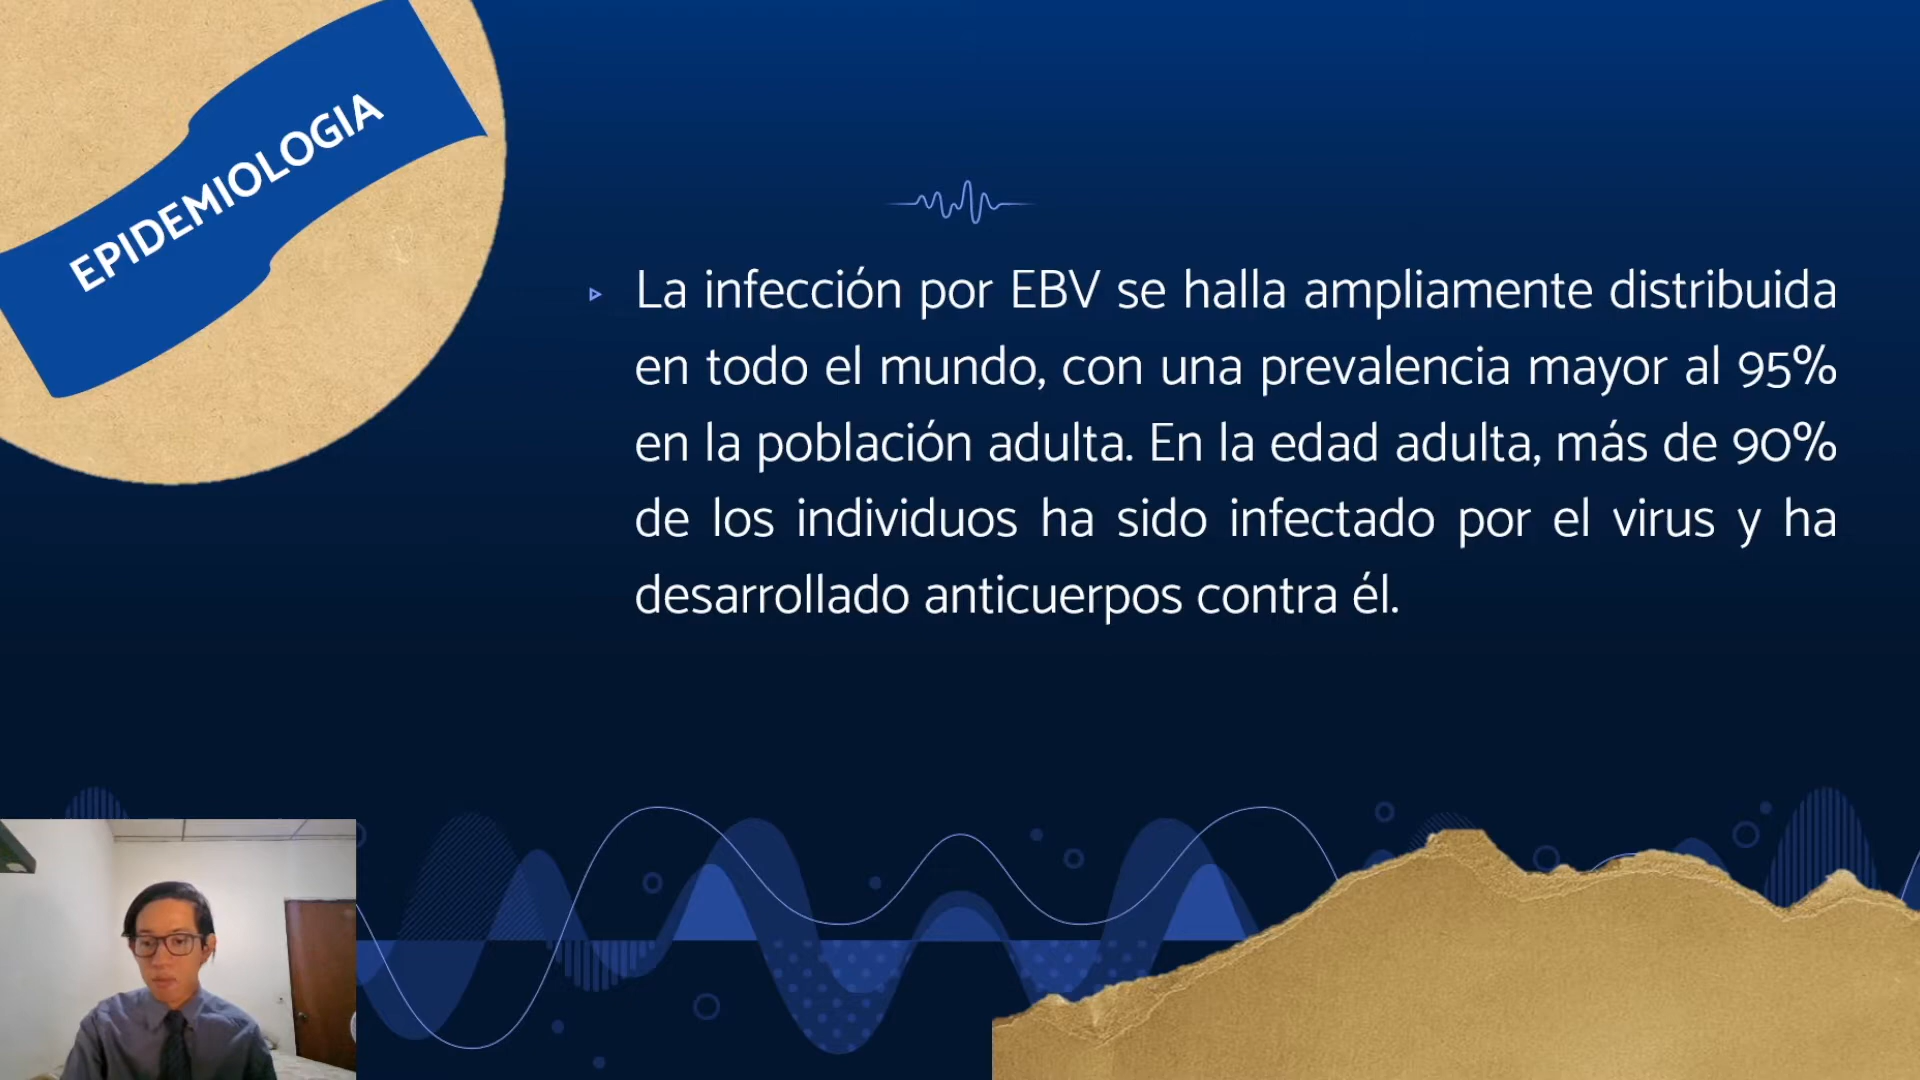 EPIDEMIOLOGIA
La infección por EBV se halla ampliamente distribuida
en todo el mundo, con una prevalencia mayor al 95%
en la población adulta. En la edad adulta, más de 90%
de los individuos ha sido infectado por el virus y ha
desarrollado anticuerpos contra él.